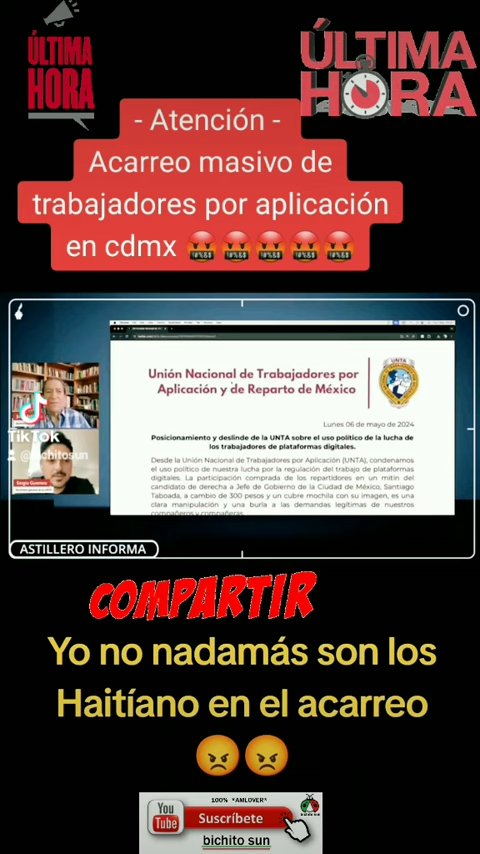 ÚLTIMA
HORA
ÚLTIMA
HORA
- Atención -
Acarreo masivo de
trabajadores por aplicación
en cdmx 🤬🤬🤬🤬🤬
Unión Nacional de Trabajadores por
Aplicación y de Reparto de México
UNTA
Lunes 06 de mayo de 2024
Posicionamiento y deslinde de la UNTA sobre el uso político de la lucha de
los trabajadores de plataformas digitales.
Desde la Unión Nacional de Trabajadores por Aplicación (UNTA), condenamos
el uso político de nuestra lucha por la regulación del trabajo de plataformas
digitales. La participación comprada de los repartidores en un mitin del
candidato de derecha a Jefe de Gobierno de la Ciudad de México, Santiago
Taboada, a cambio de 300 pesos y un cubre mochila con su imagen, es una
clara manipulación y una burla a las demandas legítimas de nuestros
compañeros y compañeras
TikTok
@bichitosun
Sergio Guerrero
ASTILLERO INFORMA
COMPARTIR
Yo no nadamás son los
Haitíano en el acarreo
😠😠
100% *AMLOVER*
You
Tube
Suscríbete
bichito sun